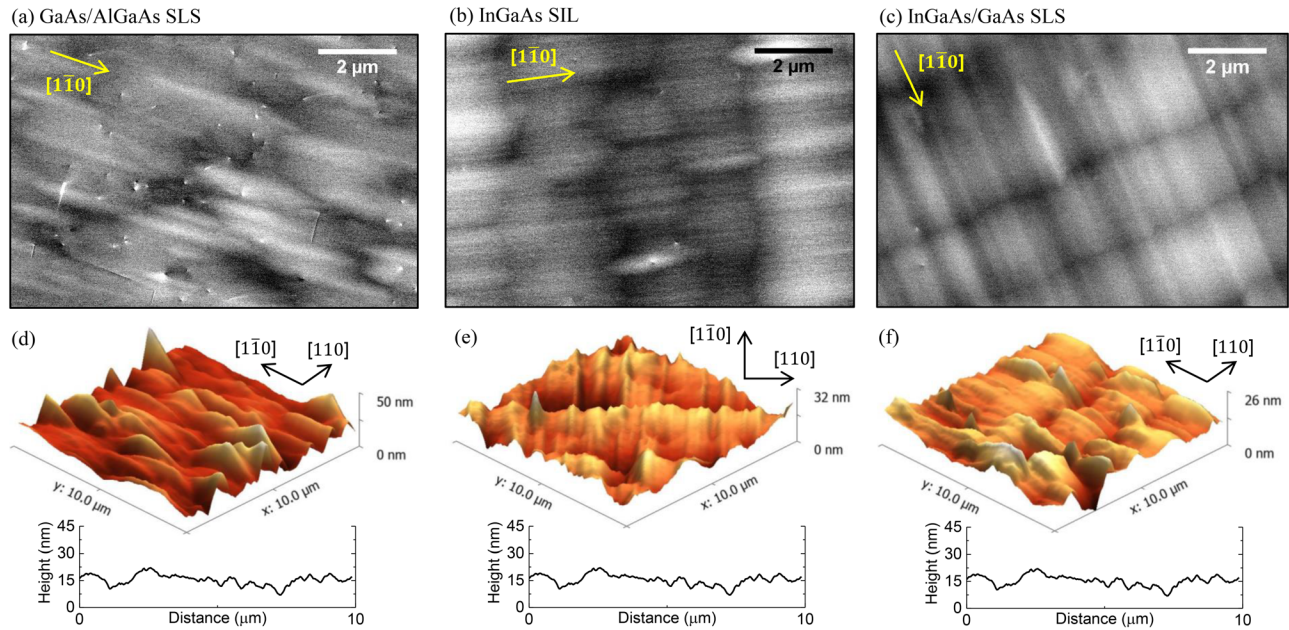 (a) GaAs/AlGaAs SLS
(b) InGaAs SIL
(c) InGaAs/GaAs SLS
[11̄0]
2 μm
[11̄0]
2 μm
[11̄0]
2 μm
(d)
[11̄0]
[110]
50 nm
0 nm
y: 10.0 μm
x: 10.0 μm
(e)
[11̄0]
[110]
32 nm
0 nm
y: 10.0 μm
x: 10.0 μm
(f)
[11̄0]
[110]
26 nm
0 nm
y: 10.0 μm
x: 10.0 μm
Height (nm)
45
30
15
0
0
10
Distance (μm)
Height (nm)
45
30
15
0
0
10
Distance (μm)
Height (nm)
45
30
15
0
0
10
Distance (μm)